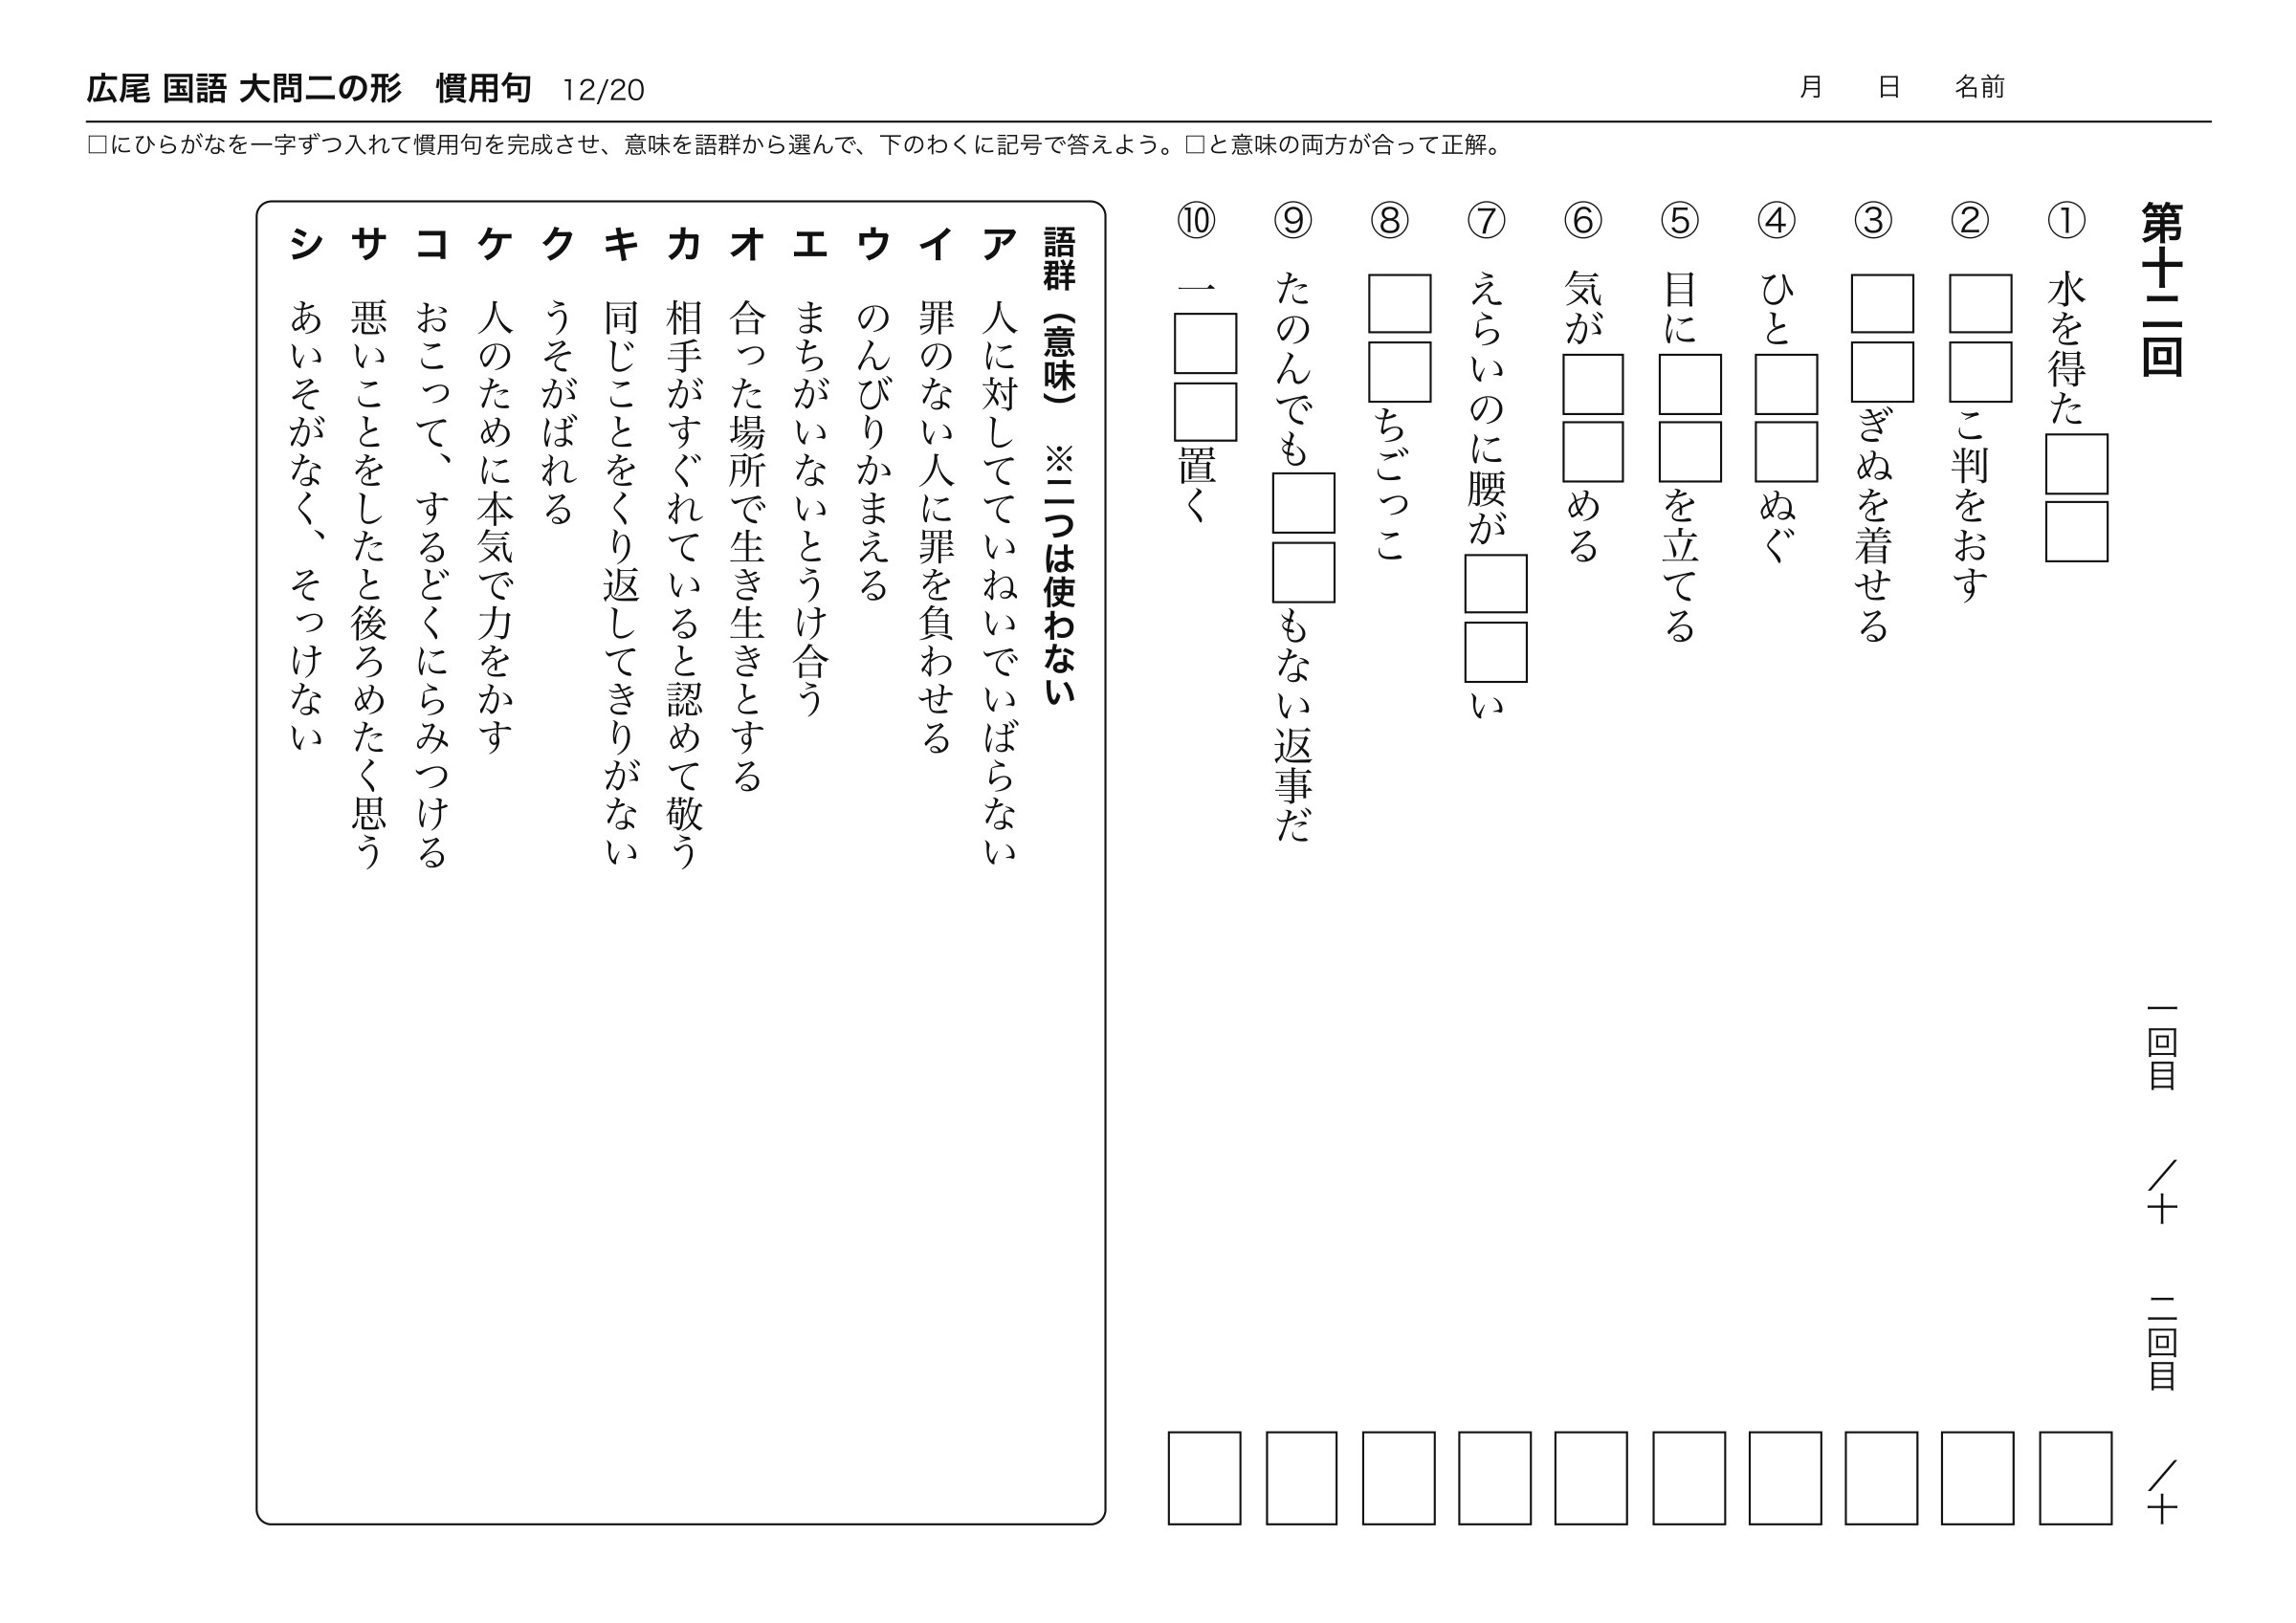 広尾 国語 大問二の形　慣用句　12/20
月　日　名前
□にひらがなを一字ずつ入れて慣用句を完成させ、意味を語群から選んで、下のわくに記号で答えよう。□と意味の両方が合って正解。
第十二回　一回目　／十　二回目　／十
① 水を得た□□
② □□こ判をおす
③ □□ぎぬを着せる
④ ひと□□ぬぐ
⑤ 目に□□を立てる
⑥ 気が□□める
⑦ えらいのに腰が□□い
⑧ □□ちごっこ
⑨ たのんでも□□もない返事だ
⑩ 一□□置く
語群（意味）　※二つは使わない
ア　人に対してていねいでいばらない
イ　罪のない人に罪を負わせる
ウ　のんびりかまえる
エ　まちがいないとうけ合う
オ　合った場所で生き生きとする
カ　相手がすぐれていると認めて敬う
キ　同じことをくり返してきりがない
ク　うそがばれる
ケ　人のために本気で力をかす
コ　おこって、するどくにらみつける
サ　悪いことをしたと後ろめたく思う
シ　あいそがなく、そっけない